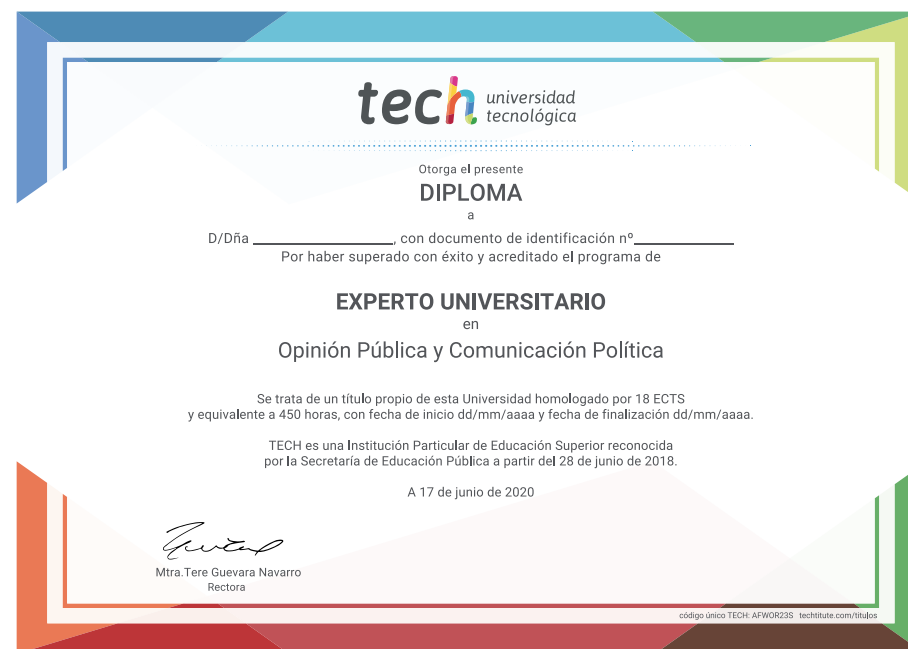 tech universidad
tecnológica
Otorga el presente
DIPLOMA
a
D/Dña ____________________, con documento de identificación nº______________
Por haber superado con éxito y acreditado el programa de
EXPERTO UNIVERSITARIO
en
Opinión Pública y Comunicación Política
Se trata de un título propio de esta Universidad homologado por 18 ECTS
y equivalente a 450 horas, con fecha de inicio dd/mm/aaaa y fecha de finalización dd/mm/aaaa.
TECH es una Institución Particular de Educación Superior reconocida
por la Secretaría de Educación Pública a partir del 28 de junio de 2018.
A 17 de junio de 2020
Mtra.Tere Guevara Navarro
Rectora
código único TECH: AFWOR23S techtitute.com/titulos